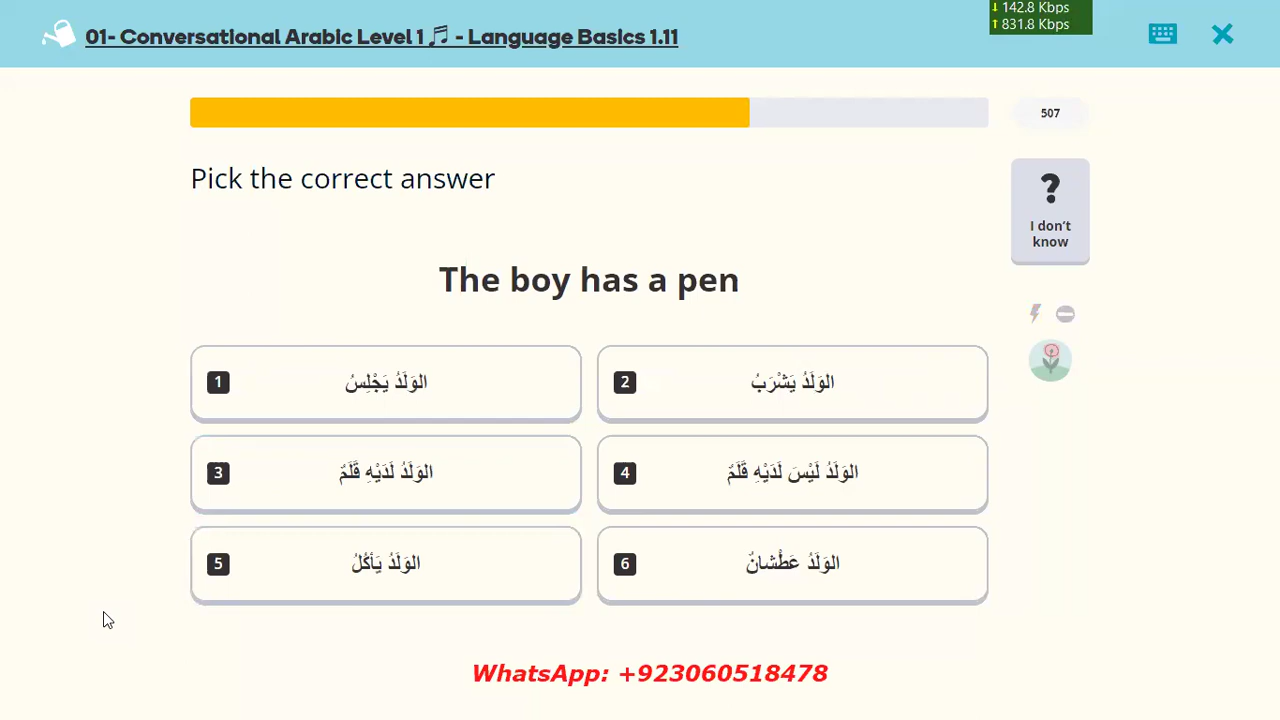 ↓ 142.8 Kbps
↑ 831.8 Kbps
01- Conversational Arabic Level 1 🎵 - Language Basics 1.11
507
Pick the correct answer
?
I don't
know
The boy has a pen
1 الوَلَدُ يَجْلِسُ
2 الوَلَدُ يَشْرَبُ
3 الوَلَدُ لَدَيْهِ قَلَمٌ
4 الوَلَدُ لَيْسَ لَدَيْهِ قَلَمٌ
5 الوَلَدُ يَأكُلُ
6 الوَلَدُ عَطْشانٌ
WhatsApp: +923060518478